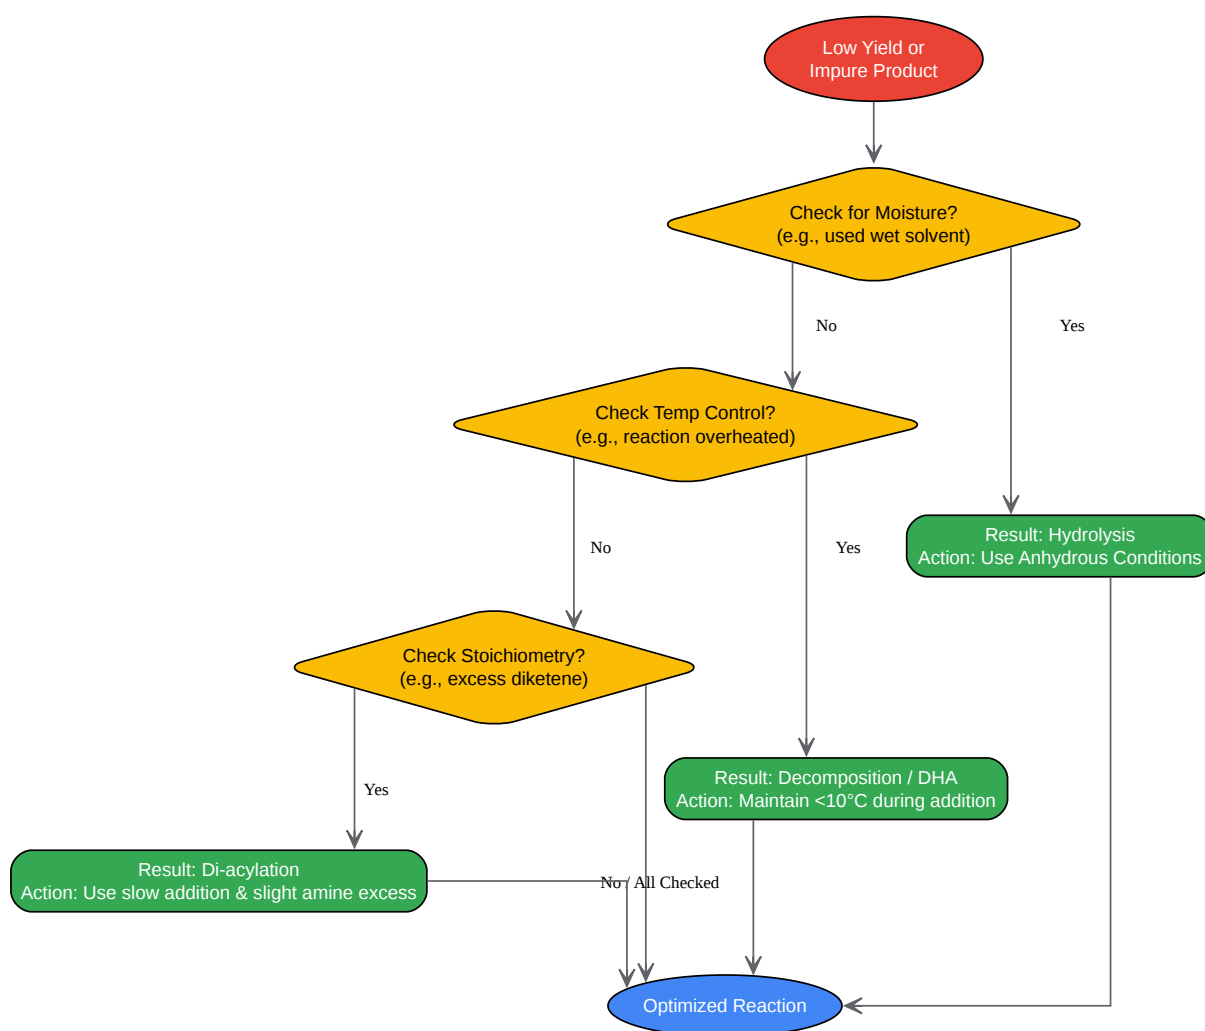 Low Yield or
Impure Product
Check for Moisture?
(e.g., used wet solvent)
No
Yes
Check Temp Control?
(e.g., reaction overheated)
No
Yes
Result: Hydrolysis
Action: Use Anhydrous Conditions
Check Stoichiometry?
(e.g., excess diketene)
Yes
Result: Decomposition / DHA
Action: Maintain <10°C during addition
Result: Di-acylation
Action: Use slow addition & slight amine excess
No / All Checked
Optimized Reaction